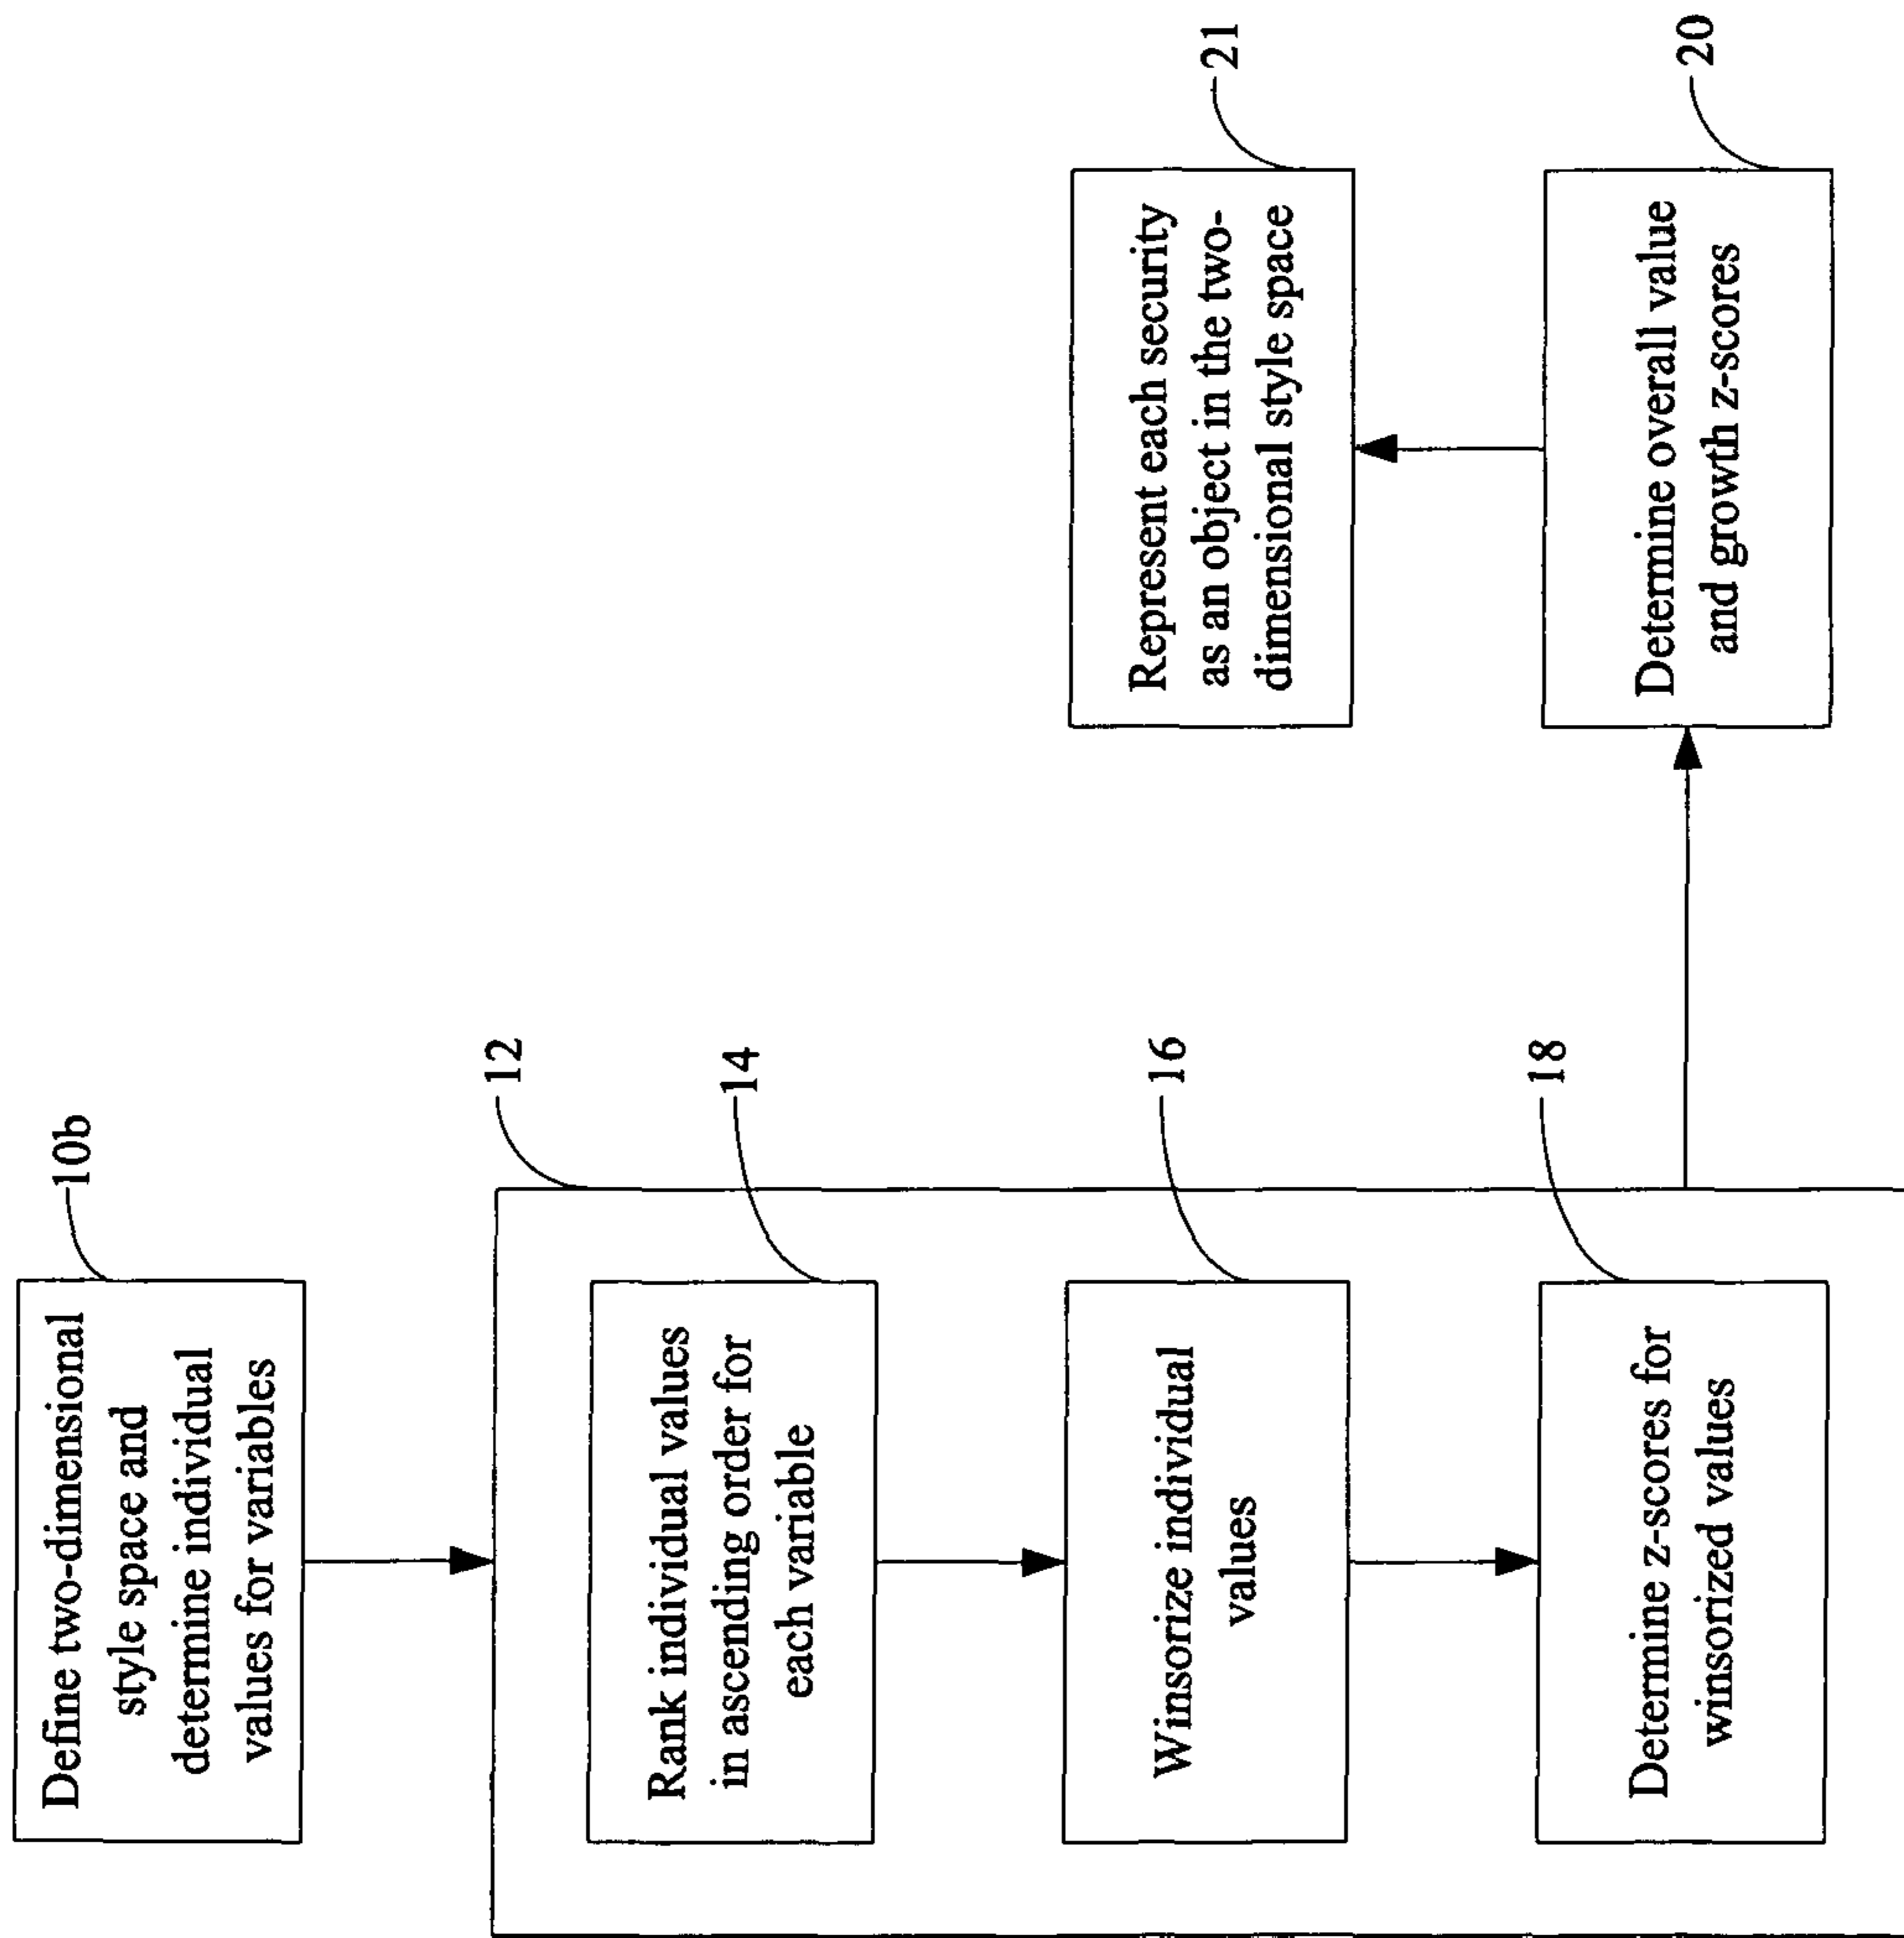 Define two-dimensional
style space and
determine individual
values for variables
10b
12
Rank individual values
in ascending order for
each variable
14
Winsorize individual
values
16
Determine z-scores for
winsorized values
18
Determine overall value
and growth z-scores
20
Represent each security
as an object in the two-
dimensional style space
21